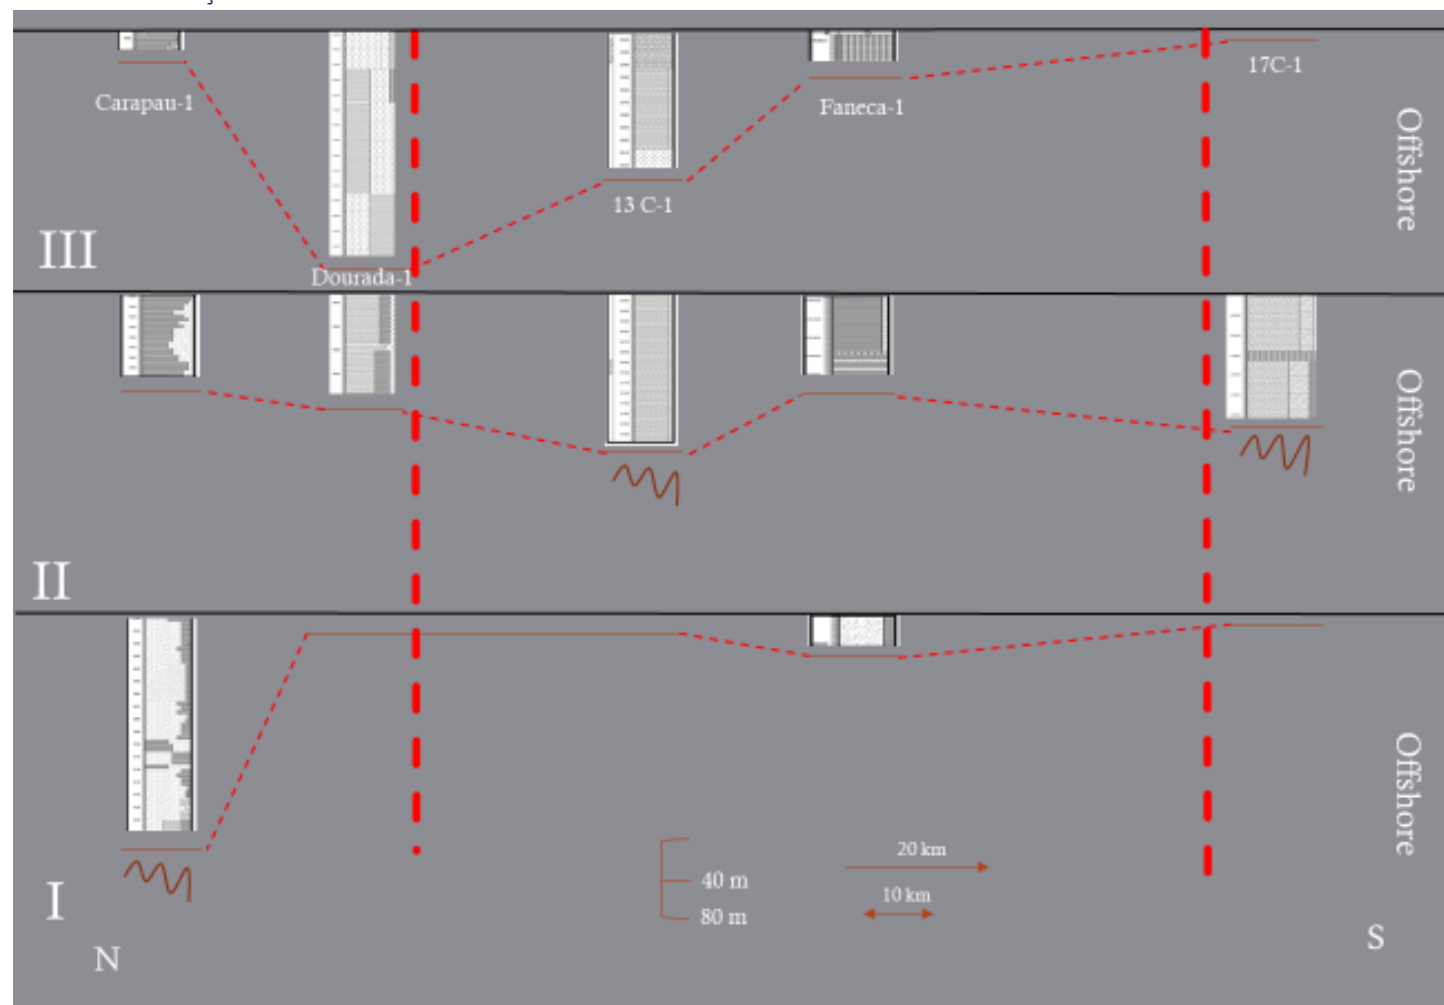 Carapau-1
Faneca-1
17C-1
13 C-1
Dourada-1
III
Offshore
II
Offshore
I
Offshore
20 km
10 km
40 m
80 m
N
S